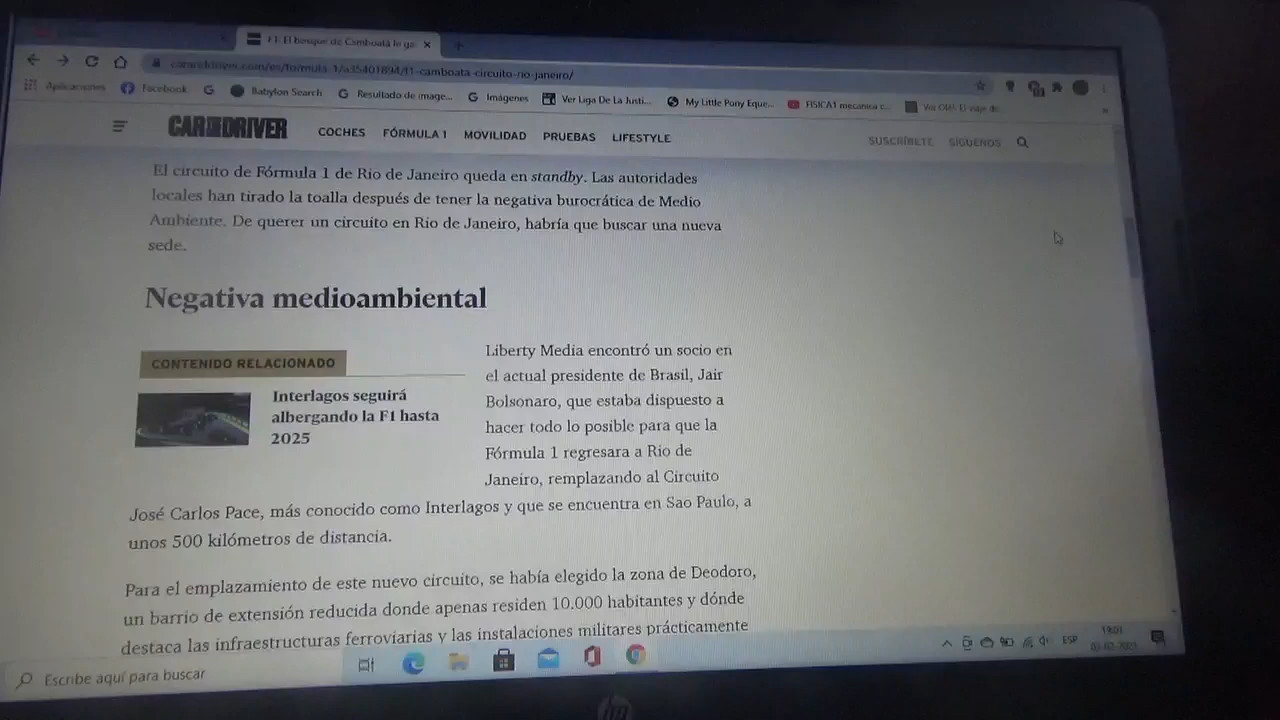 F1: El bosque de Camboatá le ga
caranddriver.com/es/formula-1/a35401894/f1-camboata-circuito-rio-janeiro/
Aplicaciones Facebook Babylon Search Resultado de image... Imágenes Ver Liga De La Justi... My Little Pony Eque... FISICA1 mecanica c...
CAR AND DRIVER COCHES FÓRMULA 1 MOVILIDAD PRUEBAS LIFESTYLE SUSCRÍBETE SÍGUENOS
El circuito de Fórmula 1 de Rio de Janeiro queda en standby. Las autoridades
locales han tirado la toalla después de tener la negativa burocrática de Medio
Ambiente. De querer un circuito en Rio de Janeiro, habría que buscar una nueva
sede.
Negativa medioambiental
CONTENIDO RELACIONADO
Interlagos seguirá
albergando la F1 hasta
2025
Liberty Media encontró un socio en
el actual presidente de Brasil, Jair
Bolsonaro, que estaba dispuesto a
hacer todo lo posible para que la
Fórmula 1 regresara a Rio de
Janeiro, remplazando al Circuito
José Carlos Pace, más conocido como Interlagos y que se encuentra en Sao Paulo, a
unos 500 kilómetros de distancia.
Para el emplazamiento de este nuevo circuito, se había elegido la zona de Deodoro,
un barrio de extensión reducida donde apenas residen 10.000 habitantes y dónde
destaca las infraestructuras ferroviarias y las instalaciones militares prácticamente
Escribe aquí para buscar
ESP
19:01
hp